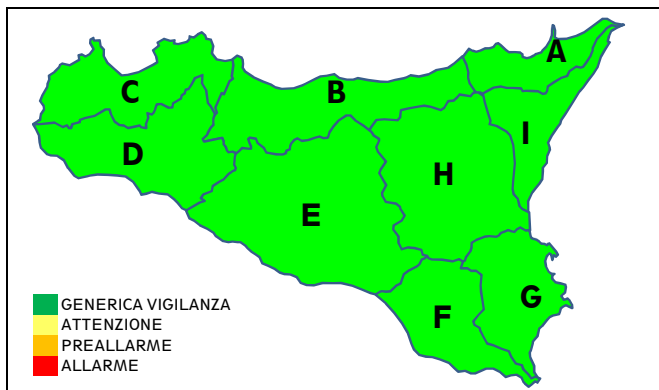 A
C
B
I
D
H
E
F
G
GENERICA VIGILANZA
ATTENZIONE
PREALLARME
ALLARME